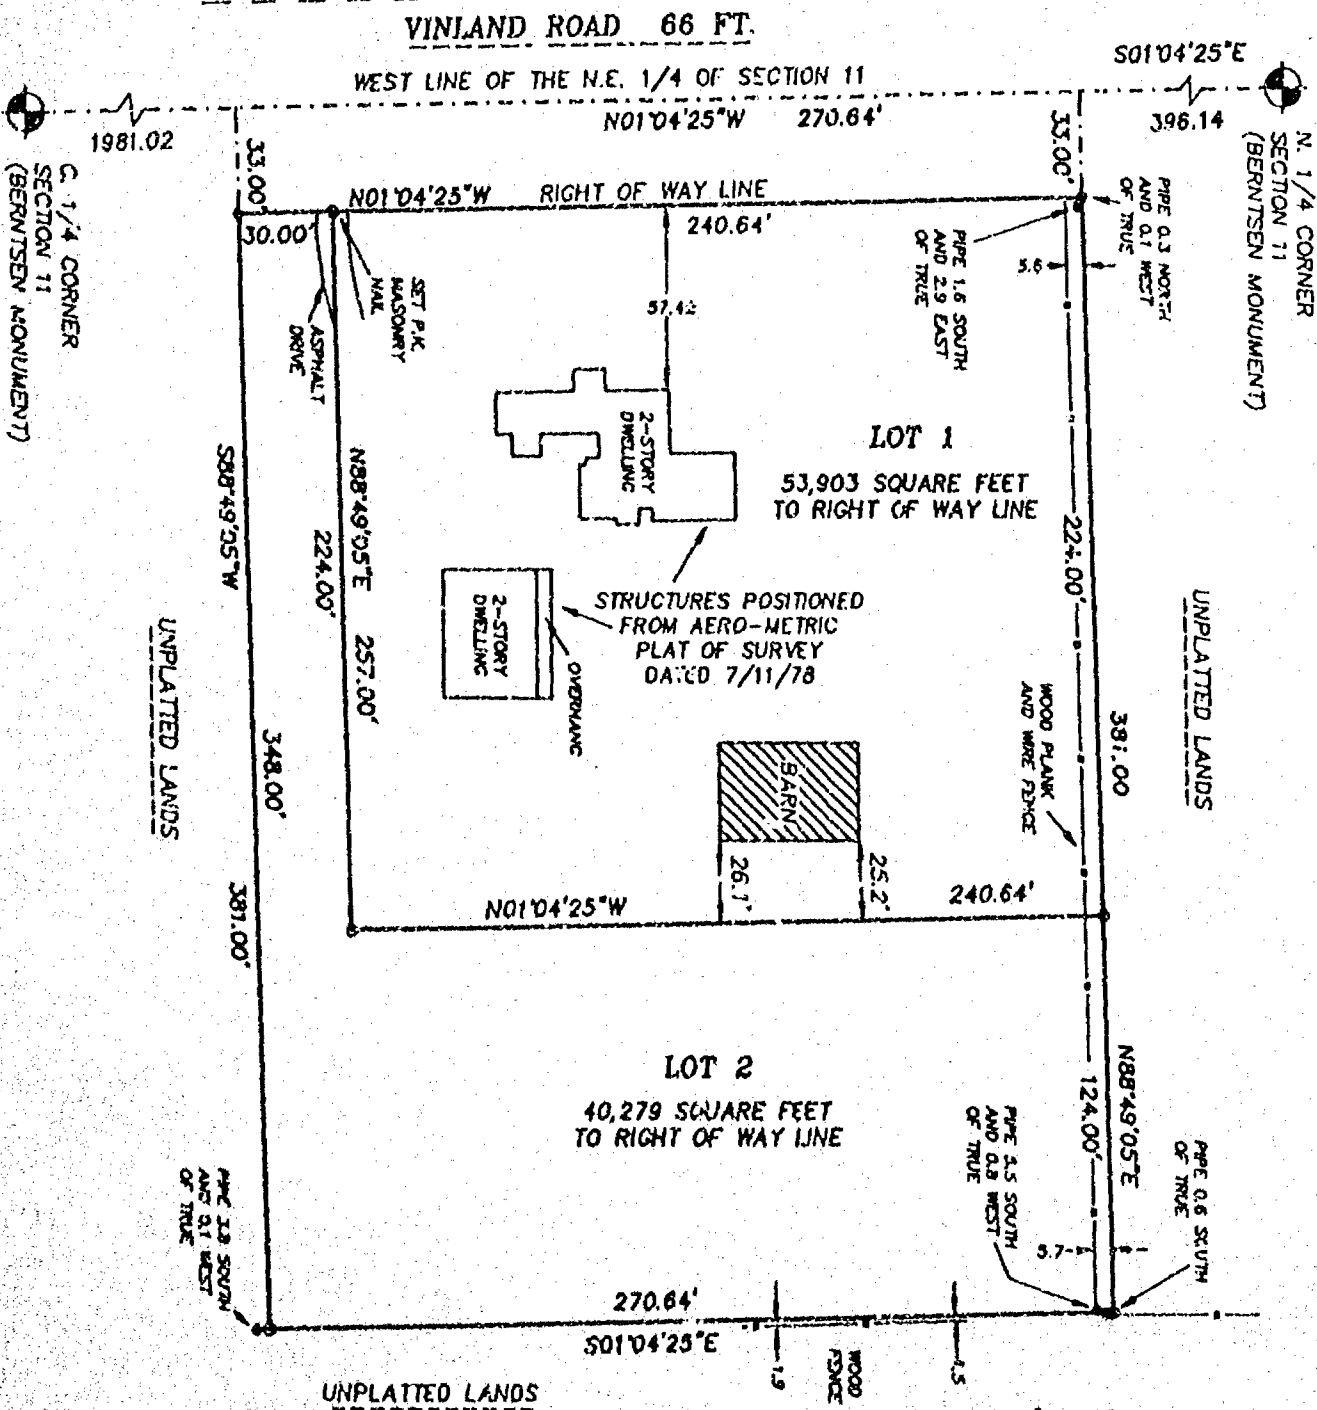 VINLAND ROAD 66 FT.
S01°04'25"E
WEST LINE OF THE N.E. 1/4 OF SECTION 11
N01°04'25"W 270.64'
1981.02
396.14
33.00'
33.00'
N. 1/4 CORNER
SECTION 11
(BERNTSEN MONUMENT)
C. 1/4 CORNER
SECTION 11
(BERNTSEN MONUMENT)
N01°04'25"W RIGHT OF WAY LINE
30.00'
240.64'
PIPE 0.3 NORTH
AND 0.1 WEST
OF TRUE
PIPE 1.6 SOUTH
AND 2.9 EAST
OF TRUE
5.6
57.42
SET P.K.
MASONRY
NAIL
ASPHALT
DRIVE
2-STORY
DWELLING
LOT 1
53,903 SQUARE FEET
TO RIGHT OF WAY LINE
S88°49'05"W
N88°49'05"E 257.00'
224.00'
224.00'
STRUCTURES POSITIONED
FROM AERO-METRIC
PLAT OF SURVEY
DATED 7/11/78
2-STORY
DWELLING
OVERHANG
UNPLATTED LANDS
UNPLATTED LANDS
WOOD PLANK
AND WIRE FENCE
381.00
348.00'
BARN
26.1'
25.2'
381.00'
N01°04'25"W
240.64'
LOT 2
40,279 SQUARE FEET
TO RIGHT OF WAY LINE
N88°49'05"E
124.00'
PIPE SOUTH
AND 0.8 WEST
OF TRUE
PIPE 0.6 SOUTH
OF TRUE
PIPE SOUTH
AND 0.1 WEST
OF TRUE
270.64'
S01°04'25"E
1.9
WOOD
FENCE
UNPLATTED LANDS